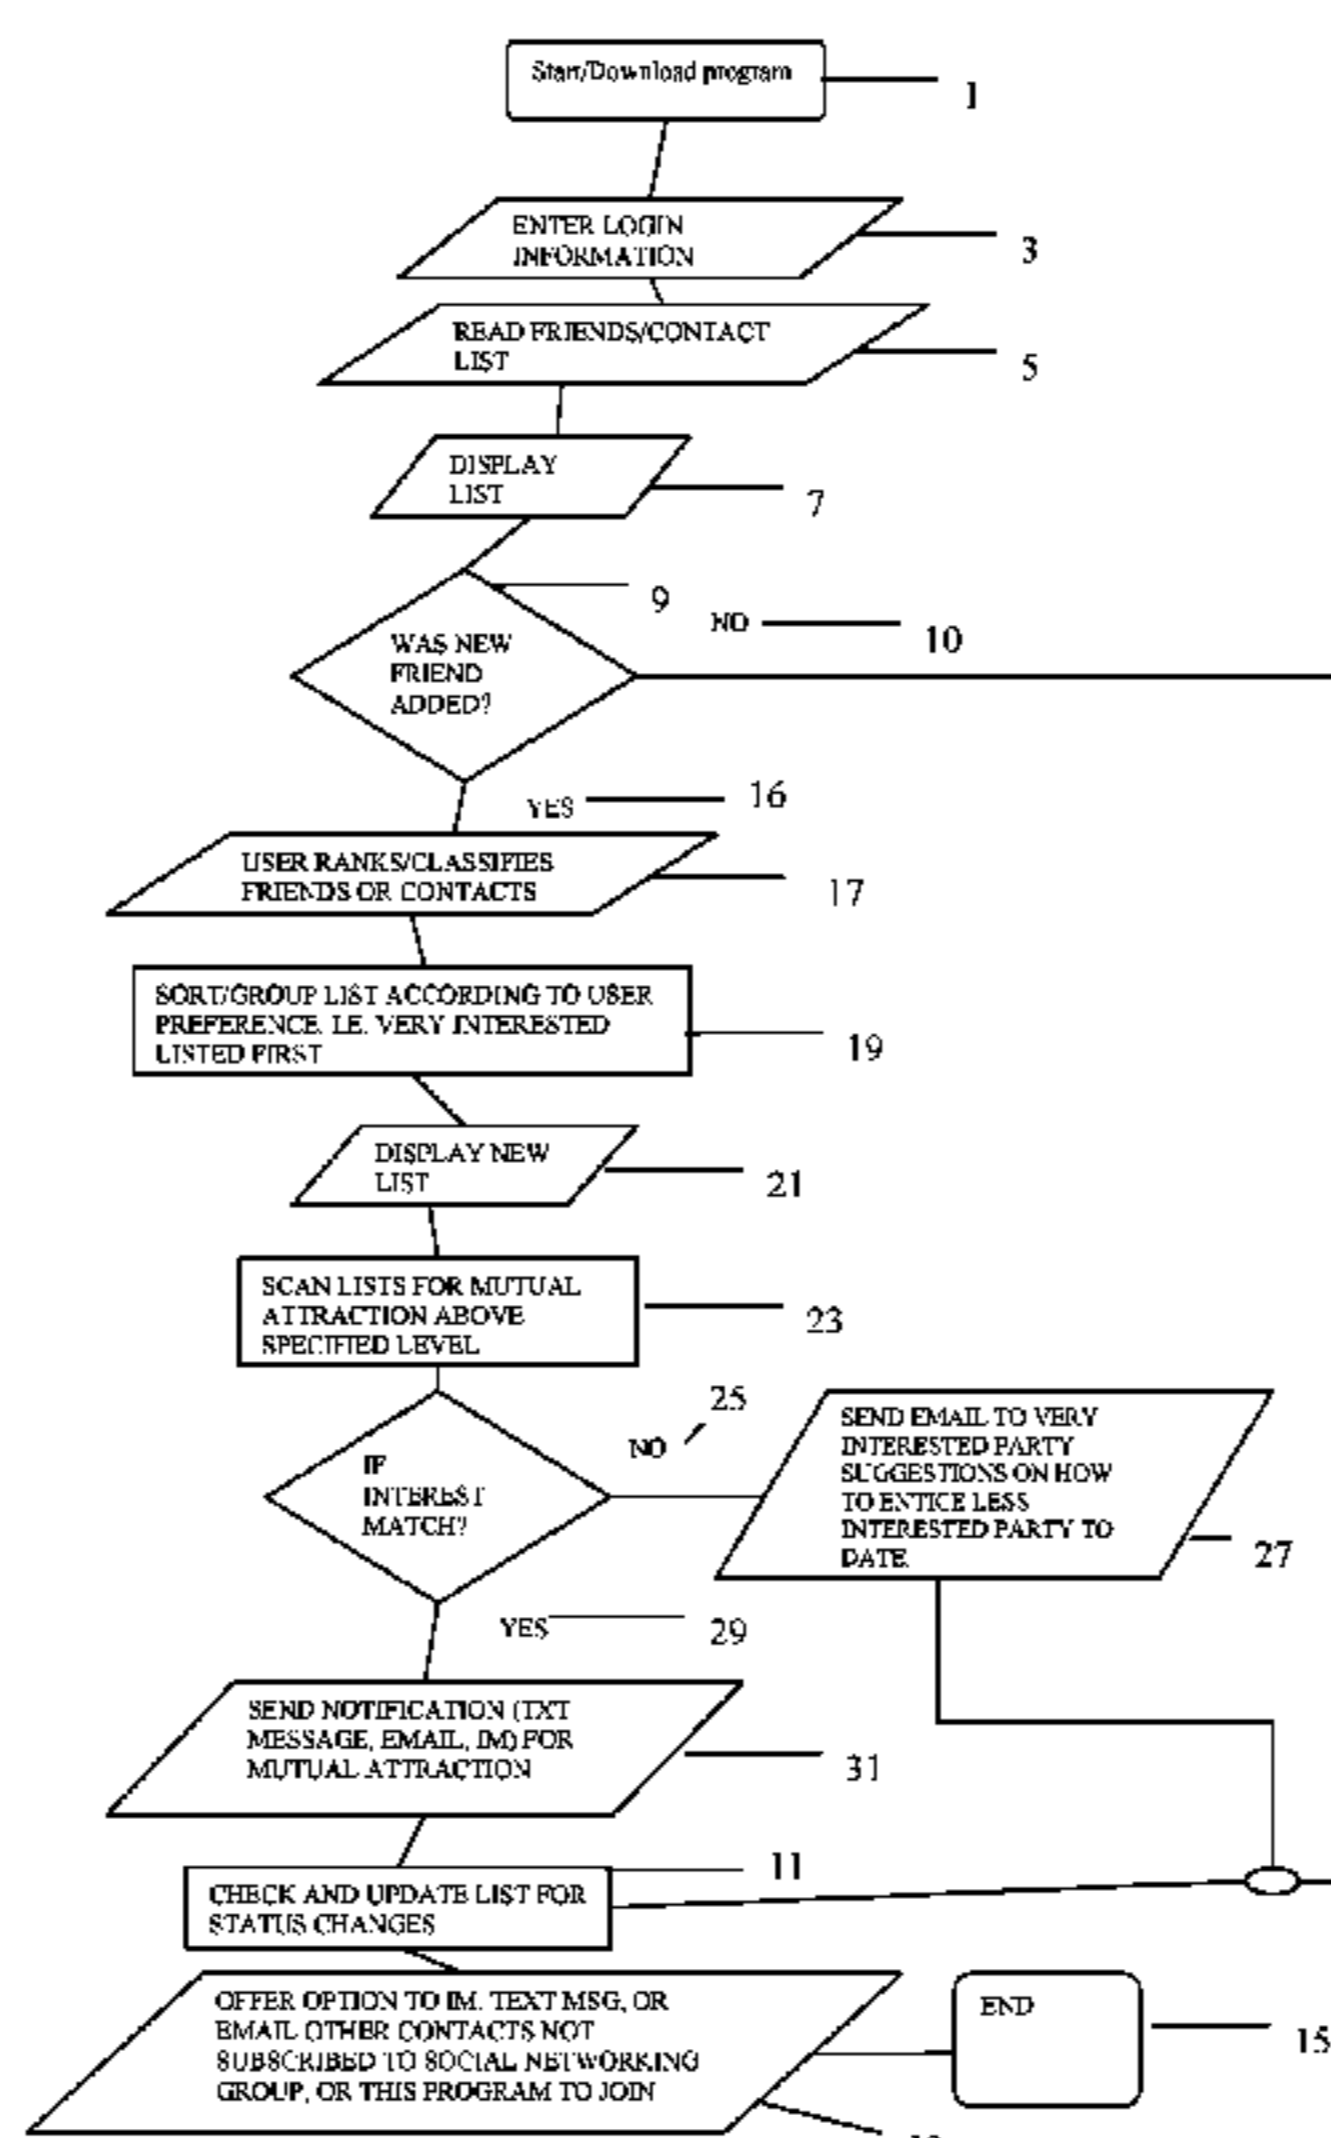 Start/Download program
1
ENTER LOGIN
INFORMATION
3
READ FRIENDS/CONTACT
LIST
5
DISPLAY
LIST
7
9
NO
10
WAS NEW
FRIEND
ADDED?
YES
16
USER RANKS/CLASSIFIES
FRIENDS OR CONTACTS
17
SORT/GROUP LIST ACCORDING TO USER
PREFERENCE. I.E. VERY INTERESTED
LISTED FIRST
19
DISPLAY NEW
LIST
21
SCAN LISTS FOR MUTUAL
ATTRACTION ABOVE
SPECIFIED LEVEL
23
25
NO
IF
INTEREST
MATCH?
SEND EMAIL TO VERY
INTERESTED PARTY
SUGGESTIONS ON HOW
TO ENTICE LESS
INTERESTED PARTY TO
DATE
27
YES
29
SEND NOTIFICATION (TXT
MESSAGE, EMAIL, IM) FOR
MUTUAL ATTRACTION
31
11
CHECK AND UPDATE LIST FOR
STATUS CHANGES
OFFER OPTION TO IM. TEXT MSG, OR
EMAIL OTHER CONTACTS NOT
SUBSCRIBED TO SOCIAL NETWORKING
GROUP, OR THIS PROGRAM TO JOIN
END
15